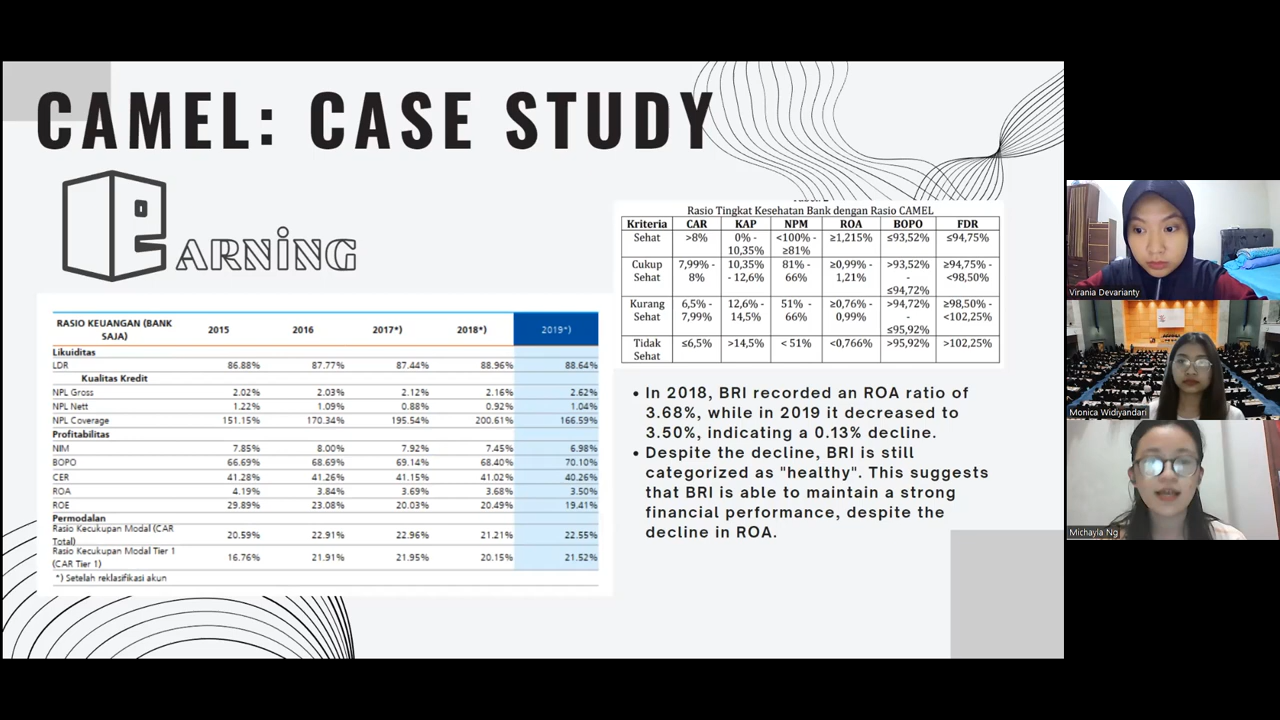 CAMEL: CASE STUDY
EARNING
RASIO KEUANGAN (BANK SAJA) 2015 2016 2017*) 2018*) 2019*)
Likuiditas
LDR 86.88% 87.77% 87.44% 88.96% 88.64%
Kualitas Kredit
NPL Gross 2.02% 2.03% 2.12% 2.16% 2.62%
NPL Nett 1.22% 1.09% 0.88% 0.92% 1.04%
NPL Coverage 151.15% 170.34% 195.54% 200.61% 166.59%
Profitabilitas
NIM 7.85% 8.00% 7.92% 7.45% 6.98%
BOPO 66.69% 68.69% 69.14% 68.40% 70.10%
CER 41.28% 41.26% 41.15% 41.02% 40.26%
ROA 4.19% 3.84% 3.69% 3.68% 3.50%
ROE 29.89% 23.08% 20.03% 20.49% 19.41%
Permodalan
Rasio Kecukupan Modal (CAR Total) 20.59% 22.91% 22.96% 21.21% 22.55%
Rasio Kecukupan Modal Tier 1 (CAR Tier 1) 16.76% 21.91% 21.95% 20.15% 21.52%
*) Setelah reklasifikasi akun
Rasio Tingkat Kesehatan Bank dengan Rasio CAMEL
Kriteria CAR KAP NPM ROA BOPO FDR
Sehat >8% 0% - 10,35% <100% - ≥81% ≥1,215% ≤93,52% ≤94,75%
Cukup Sehat 7,99% - 8% 10,35% - 12,6% 81% - 66% ≥0,99% - 1,21% >93,52% - ≤94,72% ≥94,75% - <98,50%
Kurang Sehat 6,5% - 7,99% 12,6% - 14,5% 51% - 66% ≥0,76% - 0,99% >94,72% - ≤95,92% ≥98,50% - <102,25%
Tidak Sehat ≤6,5% >14,5% < 51% <0,766% >95,92% >102,25%
• In 2018, BRI recorded an ROA ratio of
3.68%, while in 2019 it decreased to
3.50%, indicating a 0.13% decline.
• Despite the decline, BRI is still
categorized as "healthy". This suggests
that BRI is able to maintain a strong
financial performance, despite the
decline in ROA.
Virania Devarianty
Monica Widiyandari
Michayla Ng